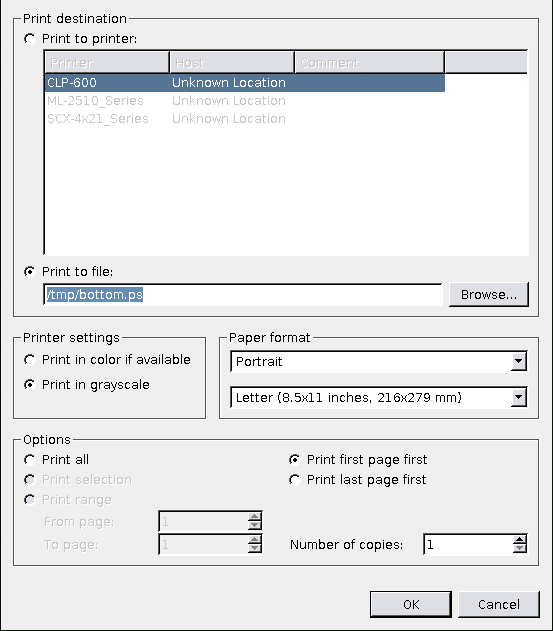 Print destination
Print to printer:
Printer Host Comment
CLP-600 Unknown Location
ML-2510_Series Unknown Location
SCX-4x21_Series Unknown Location
Print to file:
/tmp/bottom.ps Browse...
Printer settings Paper format
Print in color if available Portrait
Print in grayscale Letter (8.5x11 inches, 216x279 mm)
Options
Print all Print first page first
Print selection Print last page first
Print range
From page: 1
To page: 1 Number of copies: 1
OK Cancel